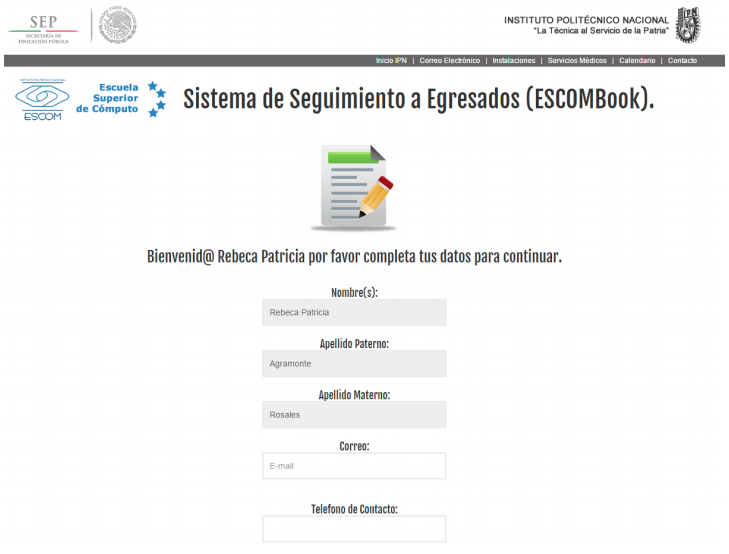 SEP
SECRETARÍA DE
EDUCACIÓN PÚBLICA
INSTITUTO POLITÉCNICO NACIONAL
"La Técnica al Servicio de la Patria"
Inicio IPN | Correo Electrónico | Instalaciones | Servicios Médicos | Calendario | Contacto
ESCOM
Escuela
Superior
de Cómputo
Sistema de Seguimiento a Egresados (ESCOMBook).
Bienvenid@ Rebeca Patricia por favor completa tus datos para continuar.
Nombre(s):
Rebeca Patricia
Apellido Paterno:
Agramonte
Apellido Materno:
Rosales
Correo:
E-mail
Telefono de Contacto: